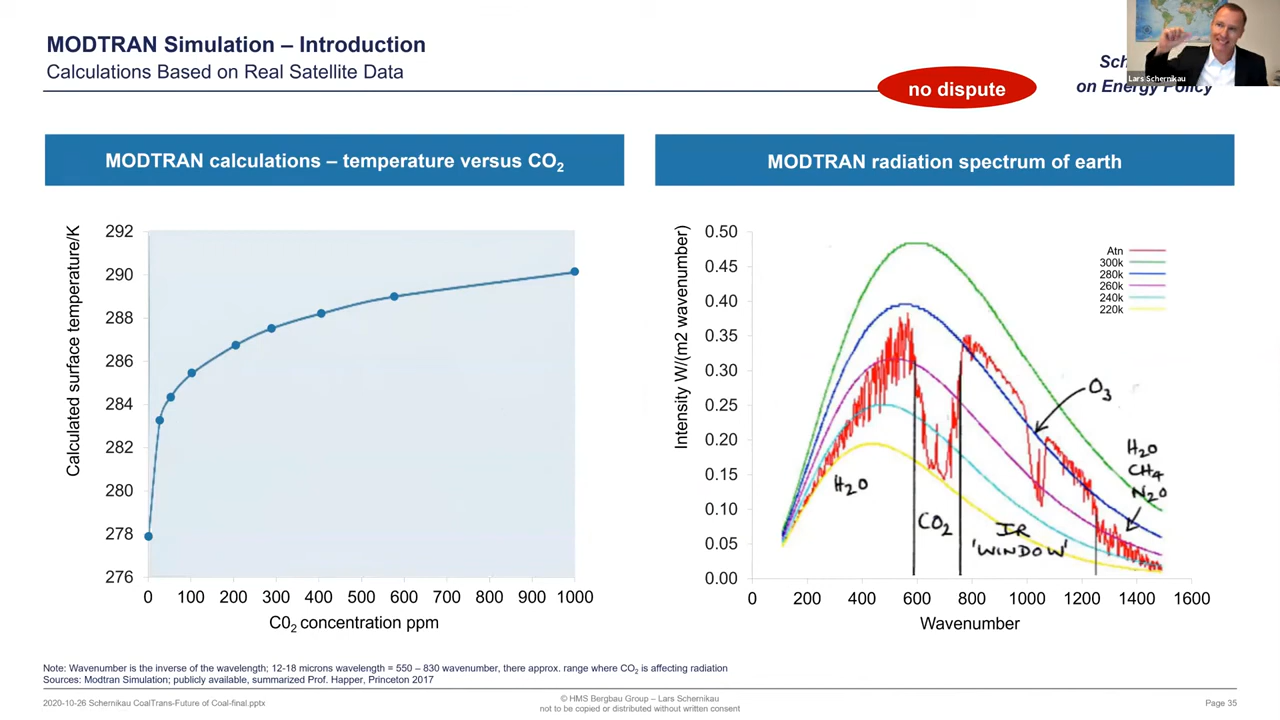 MODTRAN Simulation – Introduction
Calculations Based on Real Satellite Data
no dispute
on Energy Policy
Lars Schernikau
MODTRAN calculations – temperature versus CO₂
Calculated surface temperature/K
292
290
288
286
284
282
280
278
276
0 100 200 300 400 500 600 700 800 900 1000
C0₂ concentration ppm
MODTRAN radiation spectrum of earth
Intensity W/(m2 wavenumber)
0.50
0.45
0.40
0.35
0.30
0.25
0.20
0.15
0.10
0.05
0.00
0 200 400 600 800 1000 1200 1400 1600
Wavenumber
Atn
300k
280k
260k
240k
220k
H₂O
CO₂
IR
'WINDOW'
O₃
H₂O
CH₄
N₂O
Note: Wavenumber is the inverse of the wavelength; 12-18 microns wavelength = 550 – 830 wavenumber, there approx. range where CO₂ is affecting radiation
Sources: Modtran Simulation; publicly available, summarized Prof. Happer, Princeton 2017
2020-10-26 Schernikau CoalTrans-Future of Coal-final.pptx
© HMS Bergbau Group – Lars Schernikau
not to be copied or distributed without written consent
Page 35